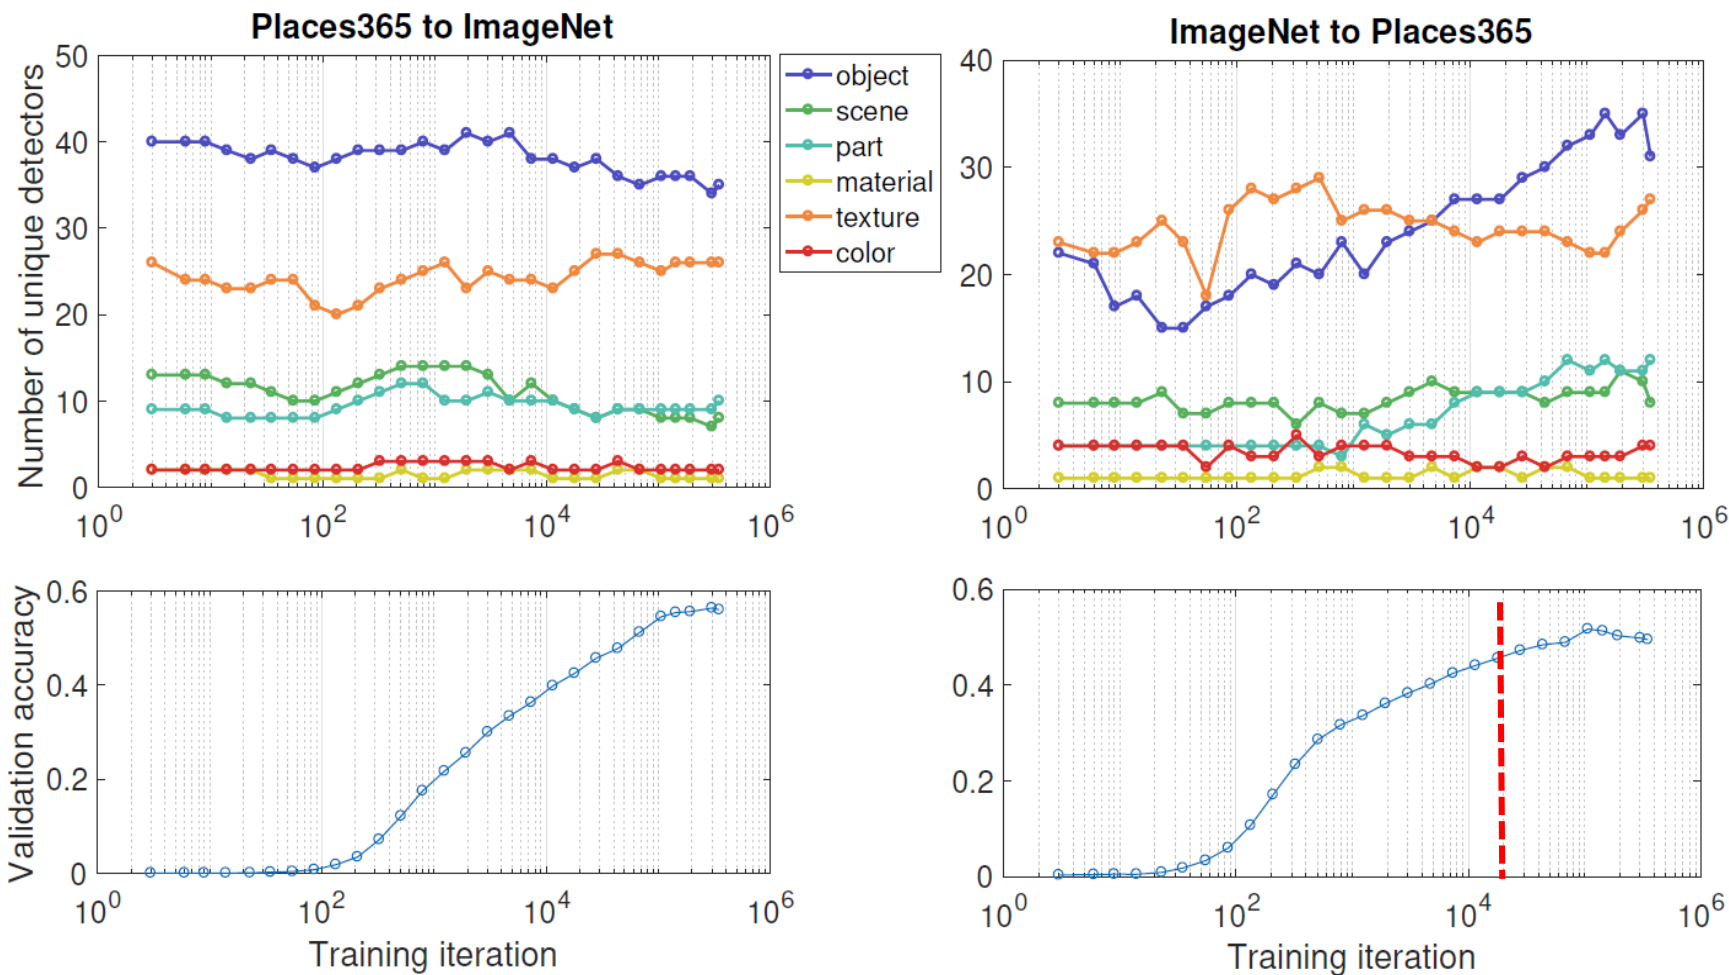 Places365 to ImageNet
Number of unique detectors
50
40
30
20
10
0
10^0
10^2
10^4
10^6
object
scene
part
material
texture
color
ImageNet to Places365
40
30
20
10
0
10^0
10^2
10^4
10^6
Validation accuracy
0.6
0.4
0.2
0
10^0
10^2
10^4
10^6
Training iteration
0.6
0.4
0.2
0
10^0
10^2
10^4
10^6
Training iteration